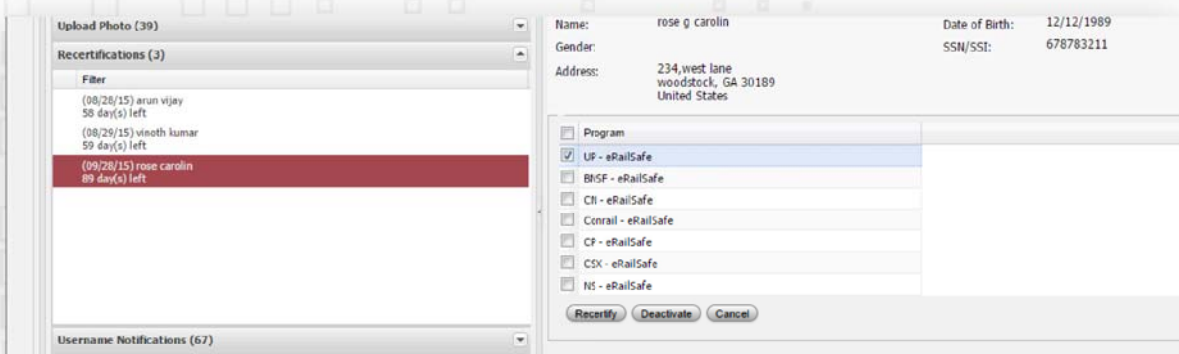 Upload Photo (39)
Recertifications (3)
Filter
(08/28/15) arun vijay
58 day(s) left
(08/29/15) vinoth kumar
59 day(s) left
(09/28/15) rose carolin
89 day(s) left
Username Notifications (67)
Name: rose g carolin
Date of Birth: 12/12/1989
Gender:
SSN/SSI: 678783211
Address: 234,west lane
woodstock, GA 30189
United States
Program
UP - eRailSafe
BNSF - eRailSafe
CN - eRailSafe
Conrail - eRailSafe
CP - eRailSafe
CSX - eRailSafe
NS - eRailSafe
Recertify Deactivate Cancel